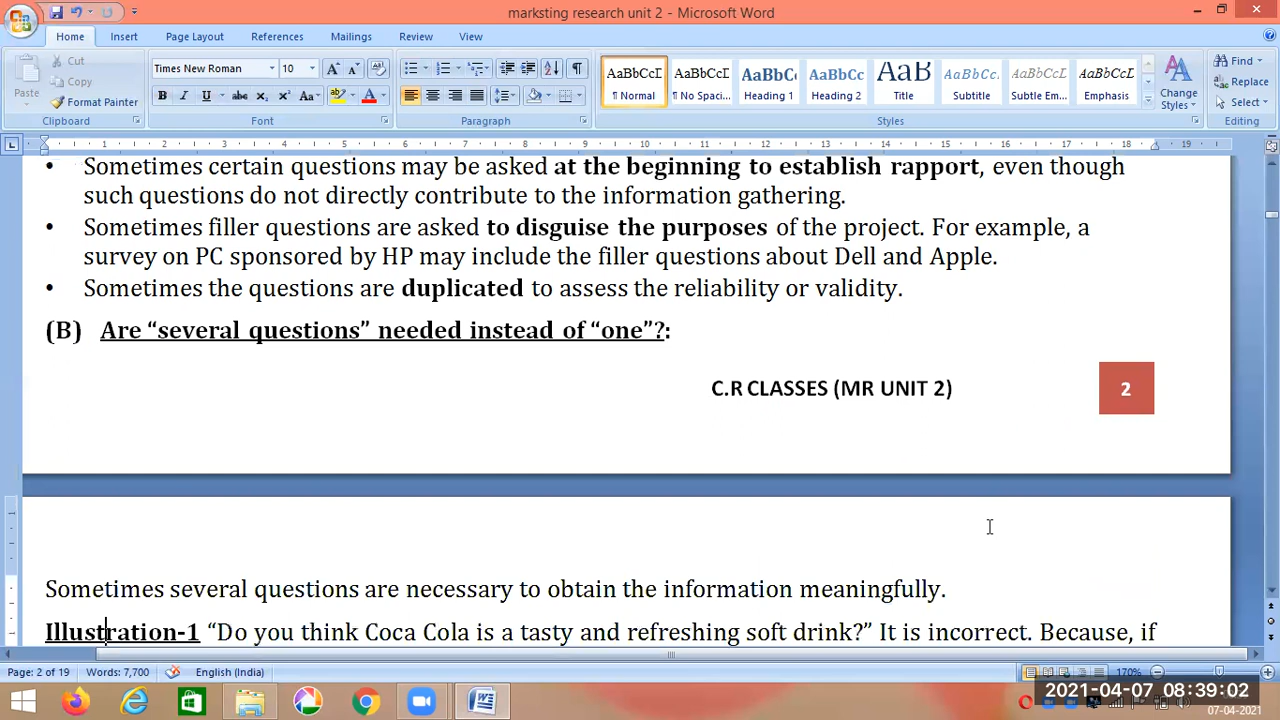 marksting research unit 2 - Microsoft Word
Home Insert Page Layout References Mailings Review View
Paste
Cut
Copy
Format Painter
Clipboard
Times New Roman 10
Font
Paragraph
AaBbCcI AaBbCcI AaBbC AaBbCc AaB AaBbCcI AaBbCcI AaBbCcI
¶ Normal ¶ No Spaci... Heading 1 Heading 2 Title Subtitle Subtle Em... Emphasis
Change Styles
Styles
Find
Replace
Select
Editing
• Sometimes certain questions may be asked at the beginning to establish rapport, even though
such questions do not directly contribute to the information gathering.
• Sometimes filler questions are asked to disguise the purposes of the project. For example, a
survey on PC sponsored by HP may include the filler questions about Dell and Apple.
• Sometimes the questions are duplicated to assess the reliability or validity.
(B) Are “several questions” needed instead of “one”?:
C.R CLASSES (MR UNIT 2) 2
Sometimes several questions are necessary to obtain the information meaningfully.
Illustration-1 “Do you think Coca Cola is a tasty and refreshing soft drink?” It is incorrect. Because, if
Page: 2 of 19 Words: 7,700 English (India) 170%
2021-04-07 08:39:02
07-04-2021